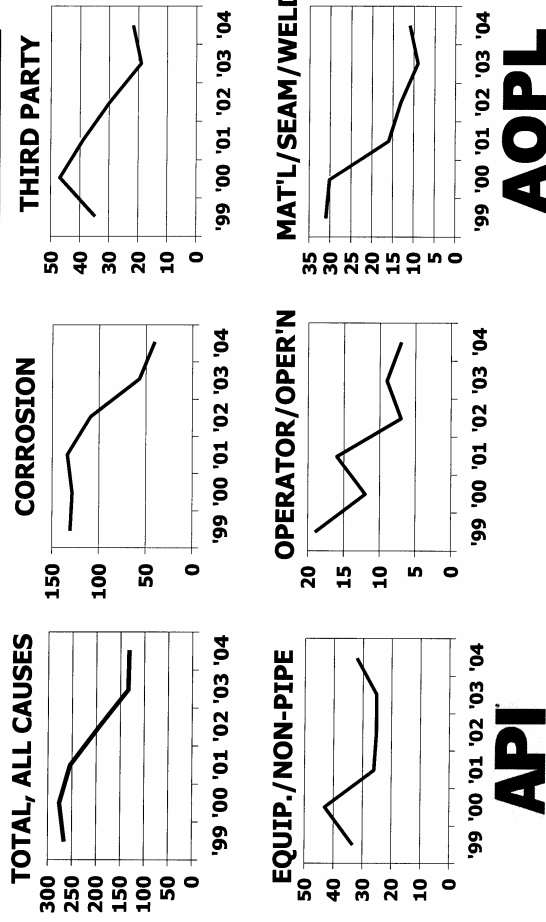 TOTAL, ALL CAUSES
300
250
200
150
100
50
0
'99 '00 '01 '02 '03 '04
CORROSION
150
100
50
0
'99 '00 '01 '02 '03 '04
THIRD PARTY
50
40
30
20
10
0
'99 '00 '01 '02 '03 '04
EQUIP./NON-PIPE
50
40
30
20
10
0
'99 '00 '01 '02 '03 '04
OPERATOR/OPER'N
20
15
10
5
0
'99 '00 '01 '02 '03 '04
MAT'L/SEAM/WELD
35
30
25
20
15
10
5
0
'99 '00 '01 '02 '03 '04
API
AOPL